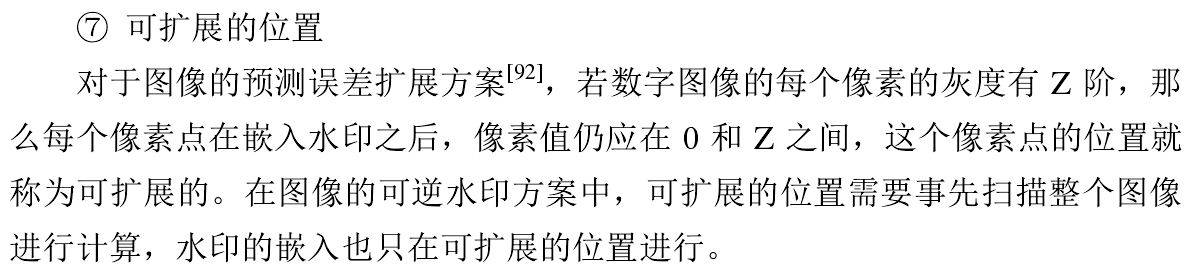 ⑦ 可扩展的位置
对于图像的预测误差扩展方案[92]，若数字图像的每个像素的灰度有 Z 阶，那
么每个像素点在嵌入水印之后，像素值仍应在 0 和 Z 之间，这个像素点的位置就
称为可扩展的。在图像的可逆水印方案中，可扩展的位置需要事先扫描整个图像
进行计算，水印的嵌入也只在可扩展的位置进行。